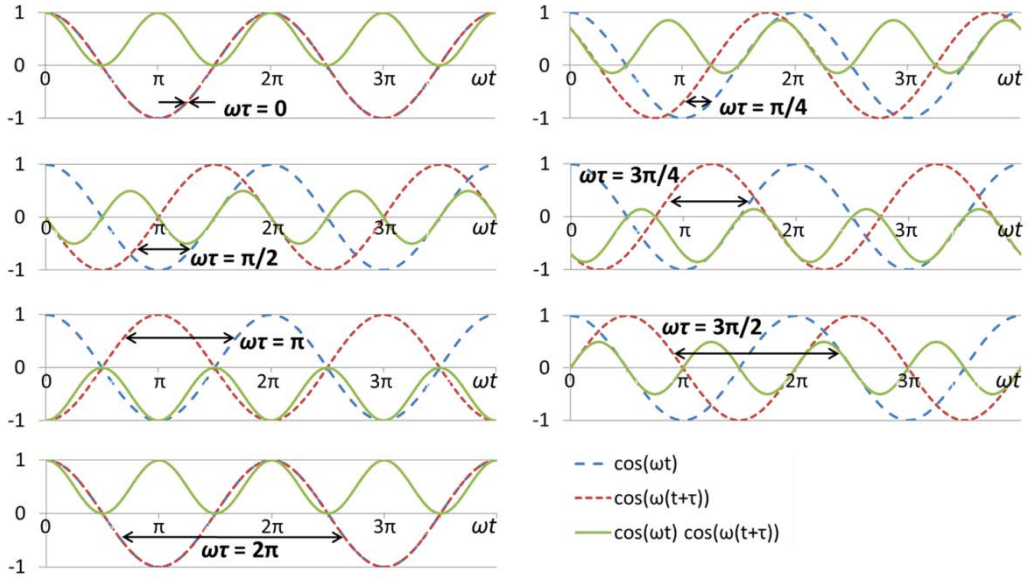 1
0
-1
0
π
2π
3π
ωt
ωτ = 0
1
0
-1
0
π
2π
3π
ωt
ωτ = π/4
1
0
-1
0
π
2π
3π
ωt
ωτ = π/2
1
0
-1
0
π
2π
3π
ωt
ωτ = 3π/4
1
0
-1
0
π
2π
3π
ωt
ωτ = π
1
0
-1
0
π
2π
3π
ωt
ωτ = 3π/2
1
0
-1
0
π
2π
3π
ωt
ωτ = 2π
cos(ωt)
cos(ω(t+τ))
cos(ωt) cos(ω(t+τ))